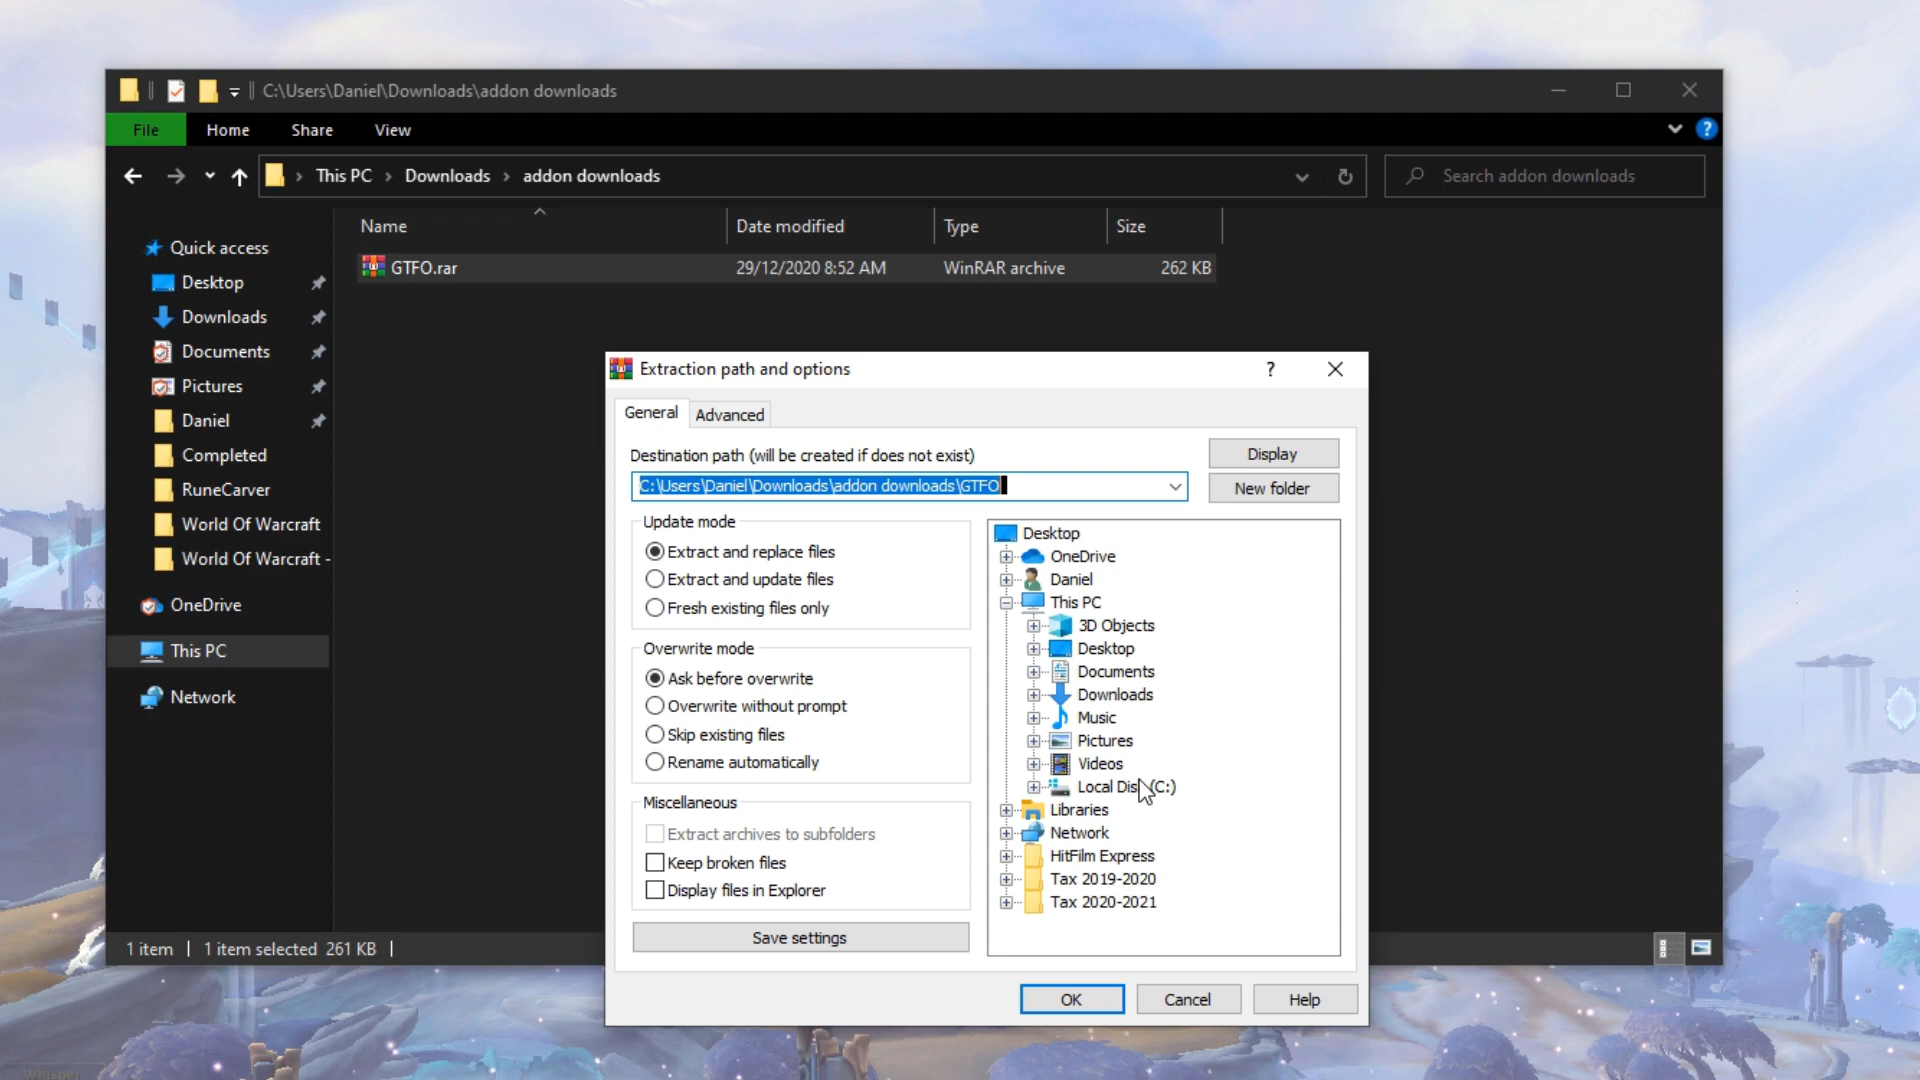 C:\Users\Daniel\Downloads\addon downloads
File Home Share View
This PC > Downloads > addon downloads
Search addon downloads
Name Date modified Type Size
GTFO.rar 29/12/2020 8:52 AM WinRAR archive 262 KB
Quick access
Desktop
Downloads
Documents
Pictures
Daniel
Completed
RuneCarver
World Of Warcraft
World Of Warcraft -
OneDrive
This PC
Network
1 item | 1 item selected 261 KB |
Extraction path and options
General Advanced
Destination path (will be created if does not exist)
C:\Users\Daniel\Downloads\addon downloads\GTFO
Display
New folder
Update mode
Extract and replace files
Extract and update files
Fresh existing files only
Overwrite mode
Ask before overwrite
Overwrite without prompt
Skip existing files
Rename automatically
Miscellaneous
Extract archives to subfolders
Keep broken files
Display files in Explorer
Save settings
Desktop
OneDrive
Daniel
This PC
3D Objects
Desktop
Documents
Downloads
Music
Pictures
Videos
Local Disk (C:)
Libraries
Network
HitFilm Express
Tax 2019-2020
Tax 2020-2021
OK Cancel Help
Whisper